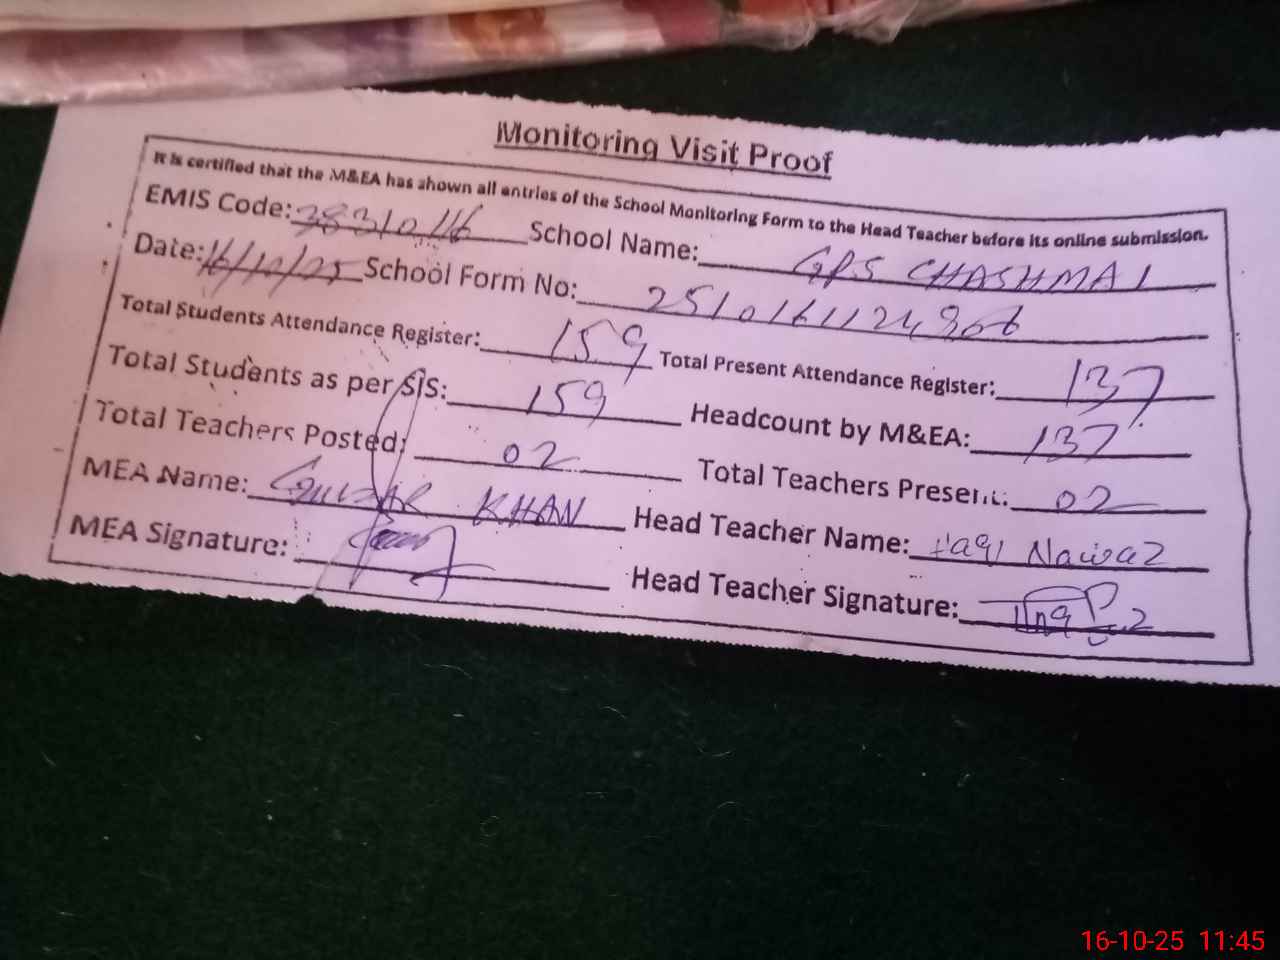 Monitoring Visit Proof
It is certified that the M&EA has shown all entries of the School Monitoring Form to the Head Teacher before its online submission.
EMIS Code: 38310116 School Name: GPS CHASHMA 1
Date: 16/10/25 School Form No: 2510161124906
Total Students Attendance Register: 159 Total Present Attendance Register: 137
Total Students as per SIS: 159 Headcount by M&EA: 137
Total Teachers Posted: 02 Total Teachers Present: 02
MEA Name: GULZAR KHAN Head Teacher Name: Haq Nawaz
MEA Signature: Head Teacher Signature:
16-10-25 11:45